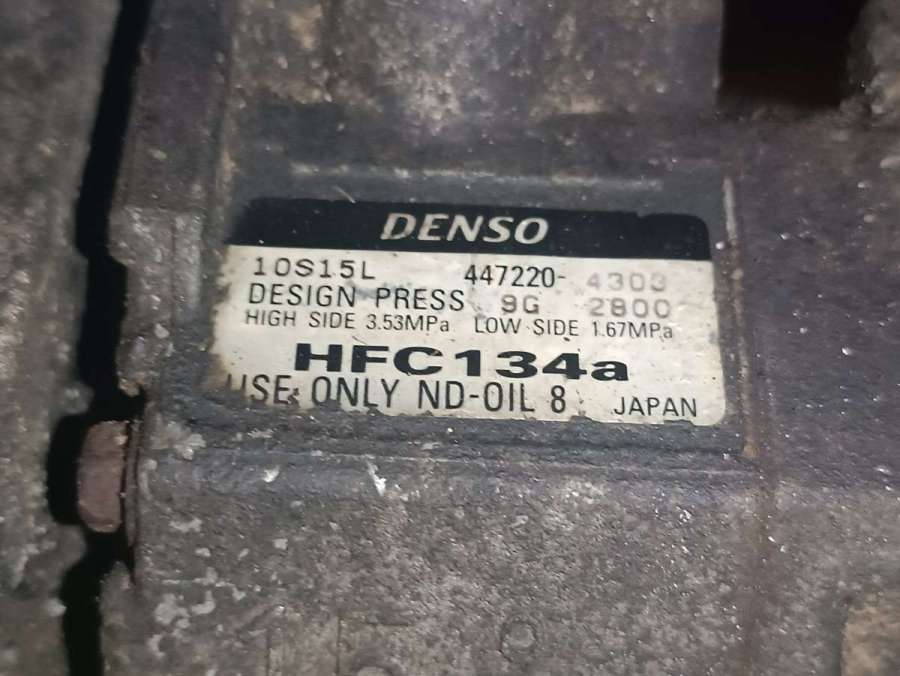 DENSO
10S15L 447220-4303
DESIGN PRESS 9G 2800
HIGH SIDE 3.53MPa LOW SIDE 1.67MPa
HFC134a
USE ONLY ND-OIL 8 JAPAN